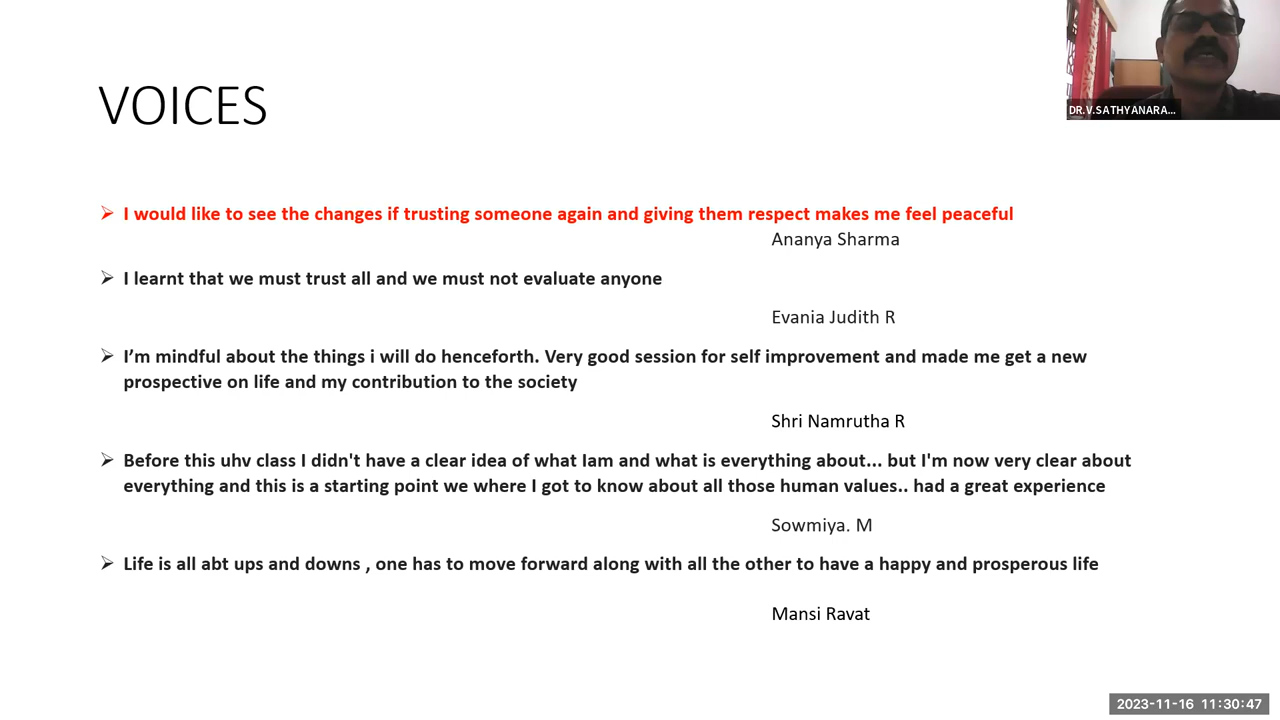 DR.V.SATHYANARA...
VOICES
I would like to see the changes if trusting someone again and giving them respect makes me feel peaceful
Ananya Sharma
I learnt that we must trust all and we must not evaluate anyone
Evania Judith R
I’m mindful about the things i will do henceforth. Very good session for self improvement and made me get a new
prospective on life and my contribution to the society
Shri Namrutha R
Before this uhv class I didn't have a clear idea of what Iam and what is everything about... but I'm now very clear about
everything and this is a starting point we where I got to know about all those human values.. had a great experience
Sowmiya. M
Life is all abt ups and downs , one has to move forward along with all the other to have a happy and prosperous life
Mansi Ravat
2023-11-16 11:30:47